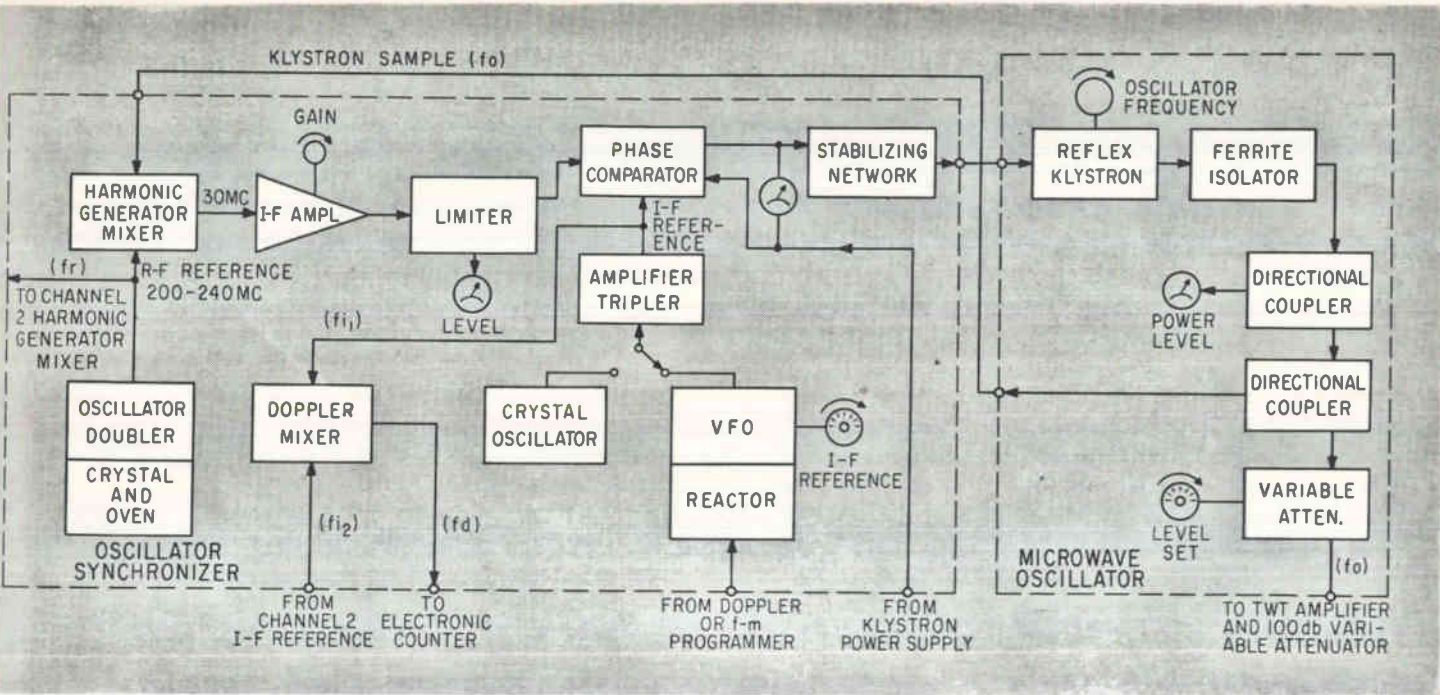 KLYSTRON SAMPLE (fo)
GAIN
HARMONIC
GENERATOR
MIXER
30MC
I-F AMPL
LIMITER
LEVEL
PHASE
COMPARATOR
I-F
REFER-
ENCE
STABILIZING
NETWORK
OSCILLATOR
FREQUENCY
REFLEX
KLYSTRON
FERRITE
ISOLATOR
(fr)
TO CHANNEL
2 HARMONIC
GENERATOR
MIXER
R-F REFERENCE
200-240MC
AMPLIFIER
TRIPLER
DIRECTIONAL
COUPLER
POWER
LEVEL
DIRECTIONAL
COUPLER
(fi₁)
OSCILLATOR
DOUBLER
CRYSTAL
AND
OVEN
DOPPLER
MIXER
CRYSTAL
OSCILLATOR
VFO
REACTOR
I-F
REFERENCE
VARIABLE
ATTEN.
LEVEL
SET
(fi₂)
(fd)
(fo)
OSCILLATOR
SYNCHRONIZER
MICROWAVE
OSCILLATOR
FROM
CHANNEL 2
I-F REFERENCE
TO
ELECTRONIC
COUNTER
FROM DOPPLER
OR f-m
PROGRAMMER
FROM
KLYSTRON
POWER SUPPLY
TO TWT AMPLIFIER
AND 100db VARI-
ABLE ATTENUATOR